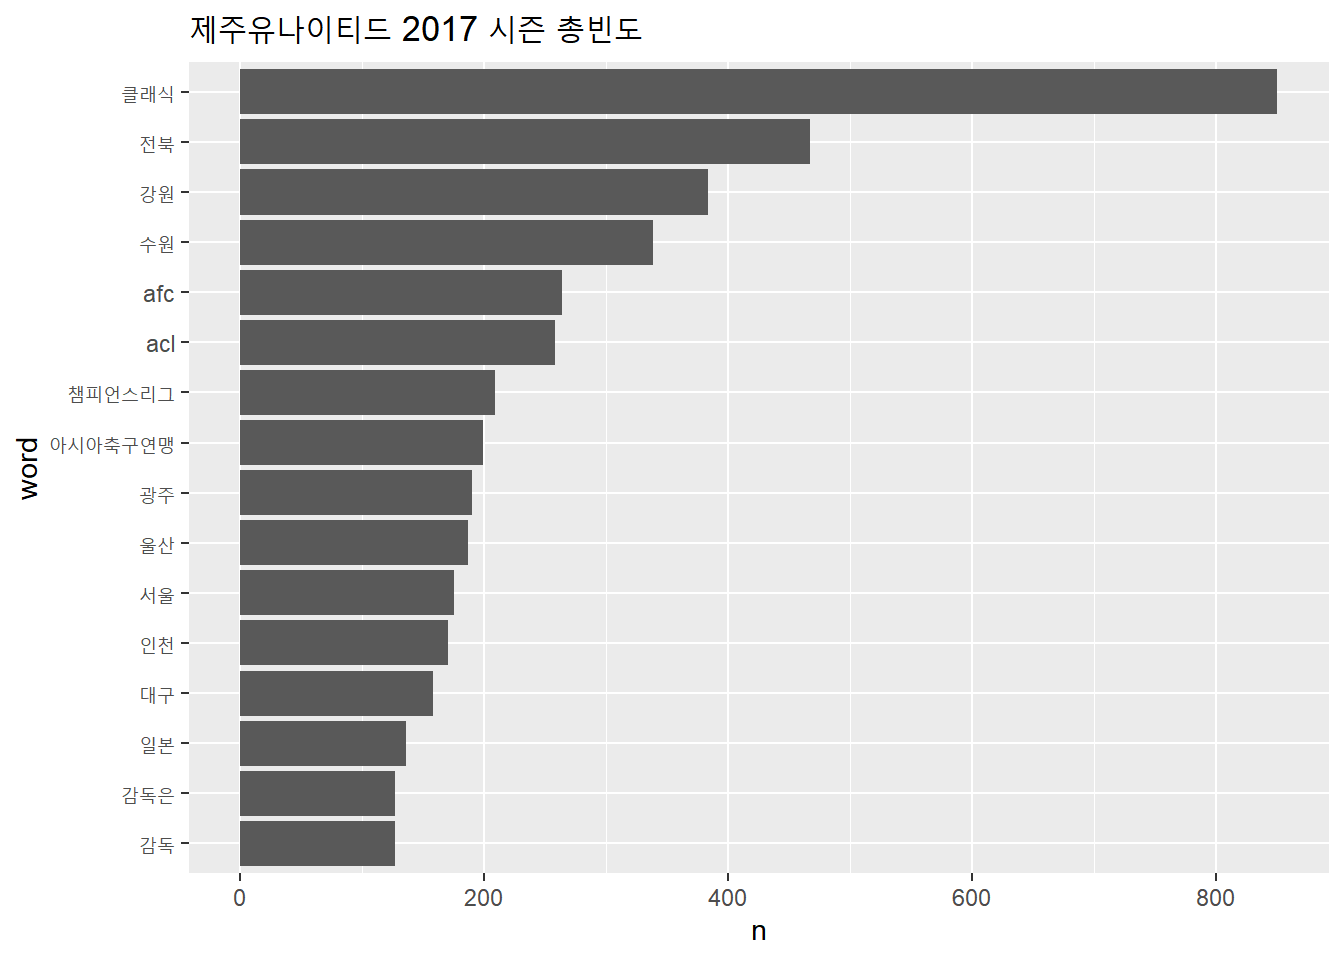 제주유나이티드 2017 시즌 총빈도
클래식
전북
강원
수원
afc
acl
챔피언스리그
아시아축구연맹
광주
울산
서울
인천
대구
일본
감독은
감독
word
0 200 400 600 800
n